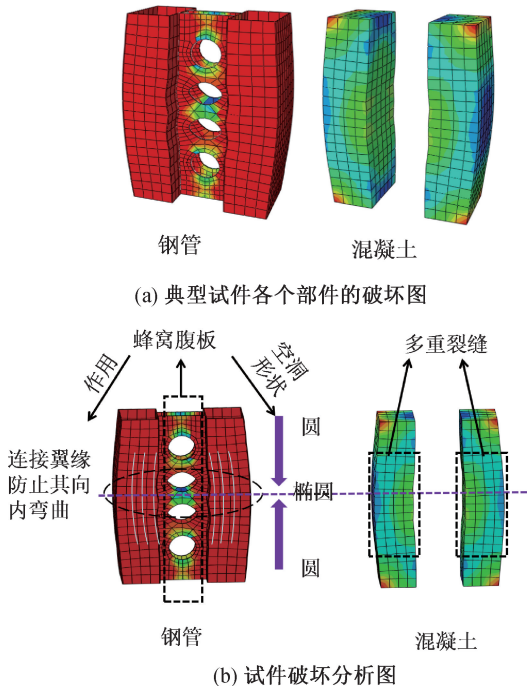 钢管
混凝土
(a) 典型试件各个部件的破坏图
蜂窝腹板
多重裂缝
作用
空洞
形状
圆
连接翼缘
防止其向
内弯曲
椭圆
圆
钢管
混凝土
(b) 试件破坏分析图